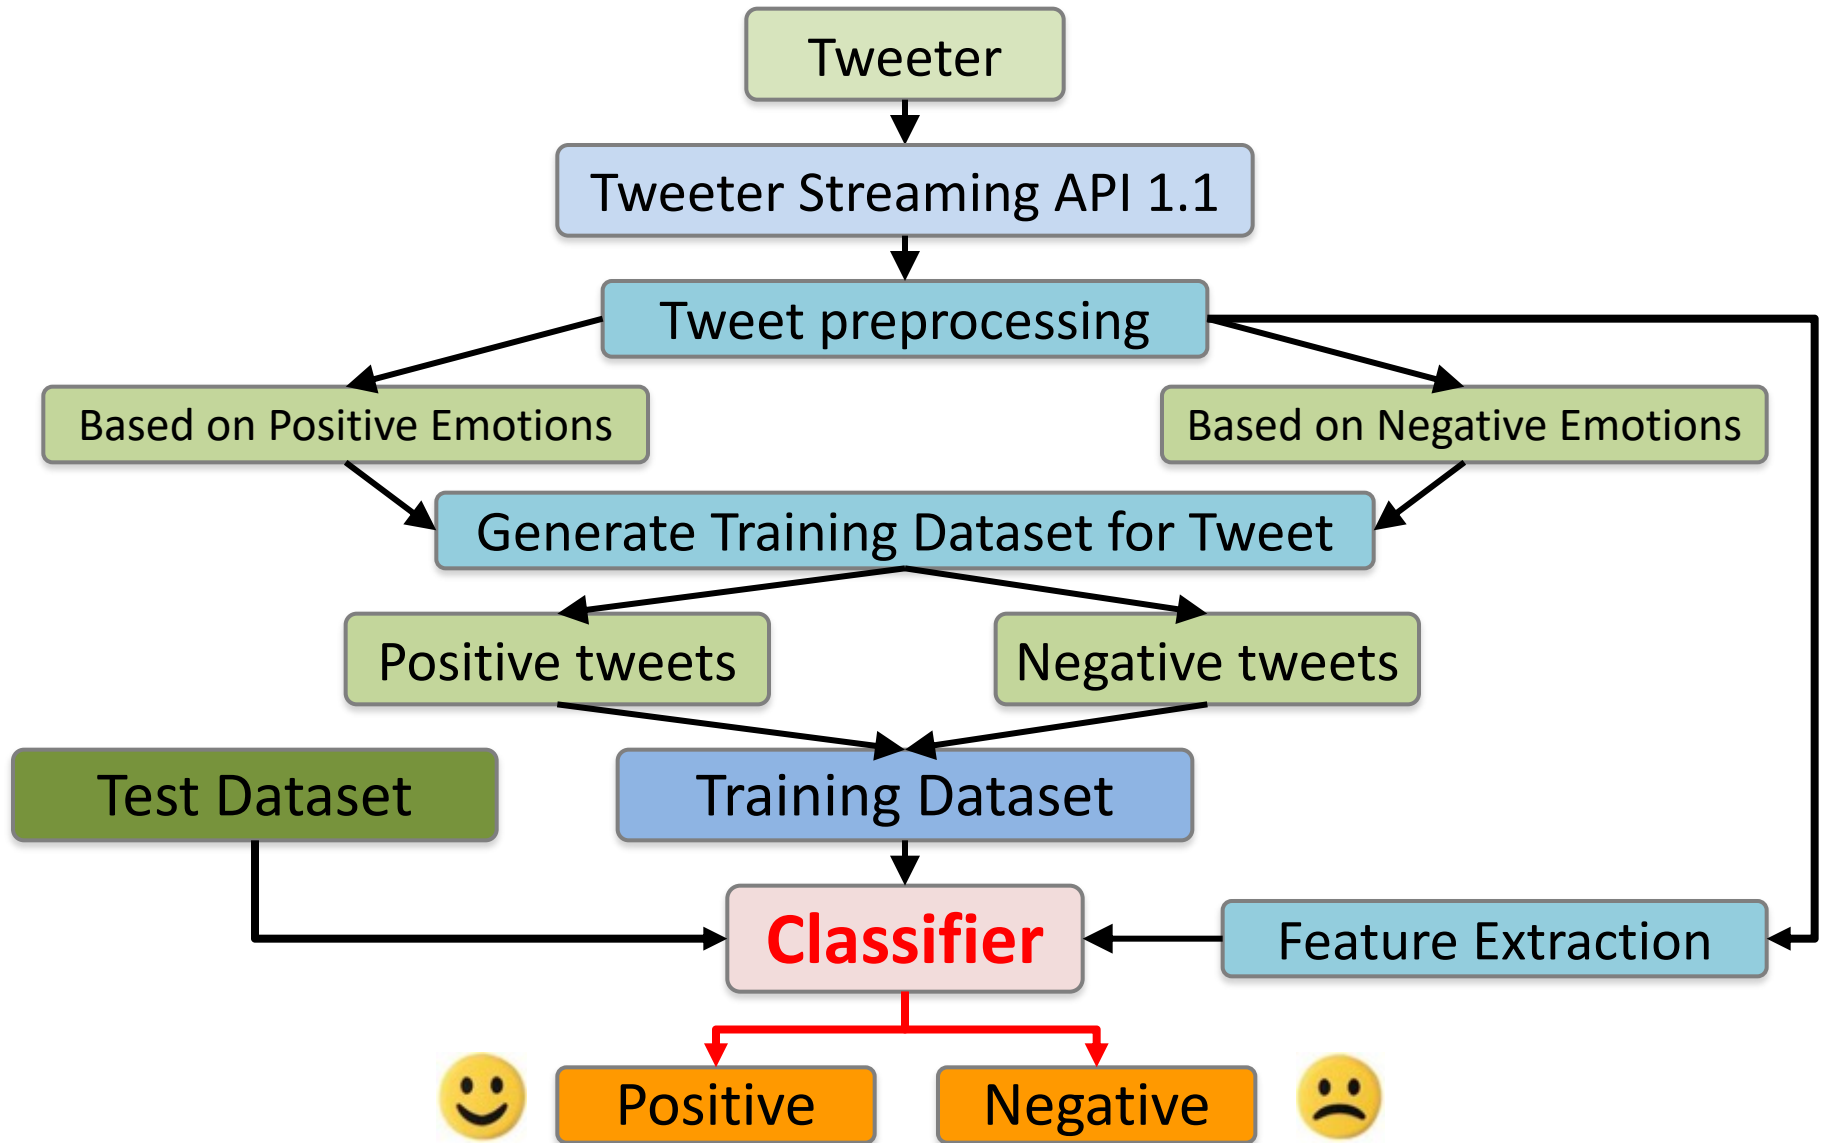 Tweeter
Tweeter Streaming API 1.1
Tweet preprocessing
Based on Positive Emotions
Based on Negative Emotions
Generate Training Dataset for Tweet
Positive tweets
Negative tweets
Test Dataset
Training Dataset
Classifier
Feature Extraction
Positive
Negative